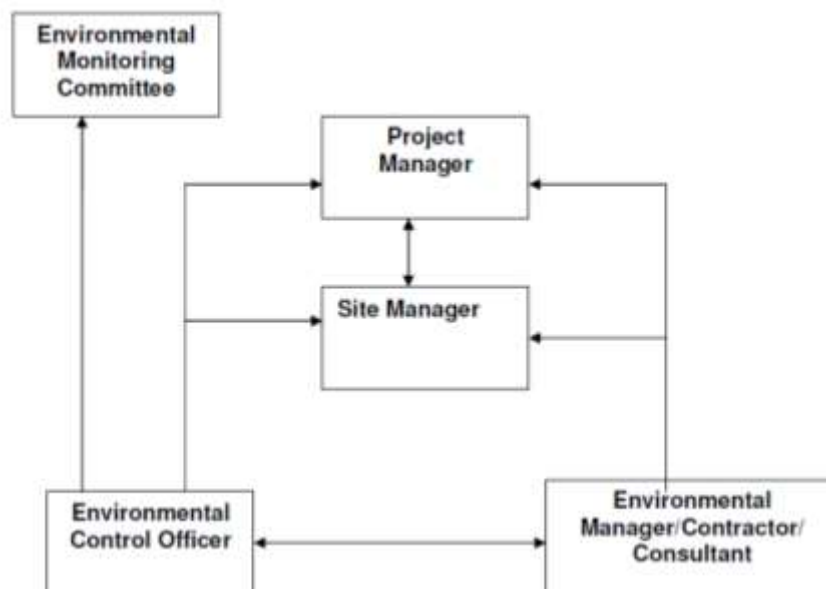 Environmental
Monitoring
Committee
Project
Manager
Site Manager
Environmental
Control Officer
Environmental
Manager/Contractor/
Consultant